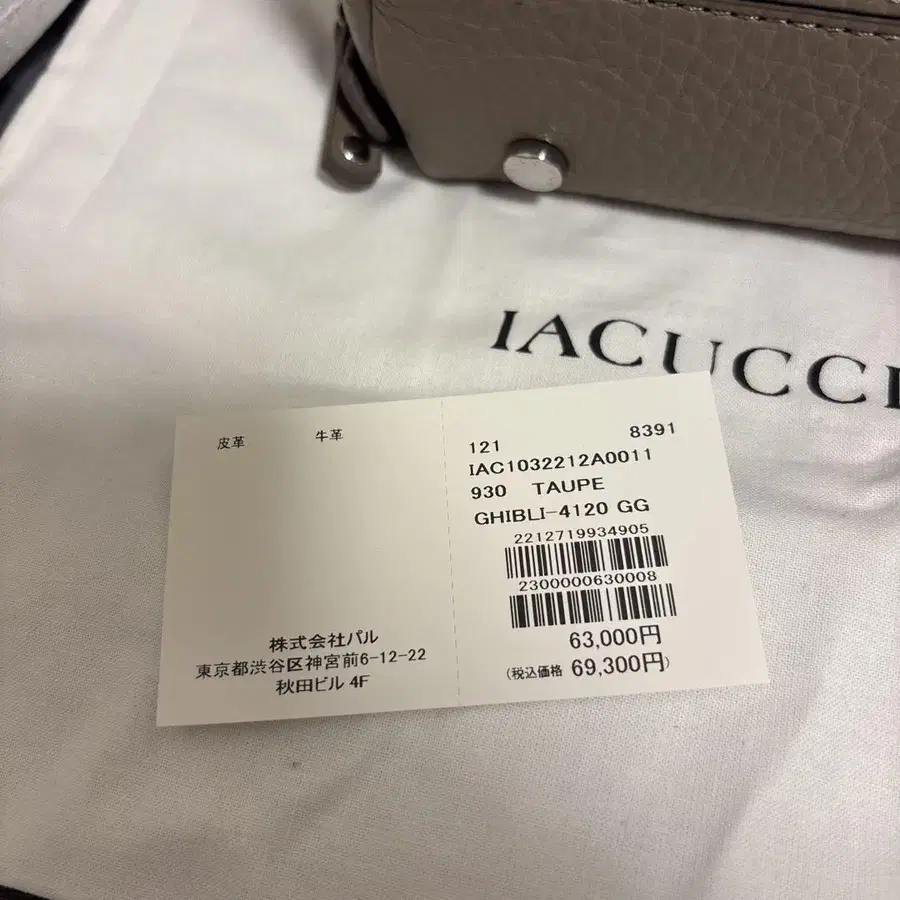 IACUCCI
皮革 牛革
株式会社パル
東京都渋谷区神宮前6-12-22
秋田ビル 4F
121 8391
IAC1032212A0011
930 TAUPE
GHIBLI-4120 GG
2212719934905
2300000630008
63,000円
(税込価格 69,300円)